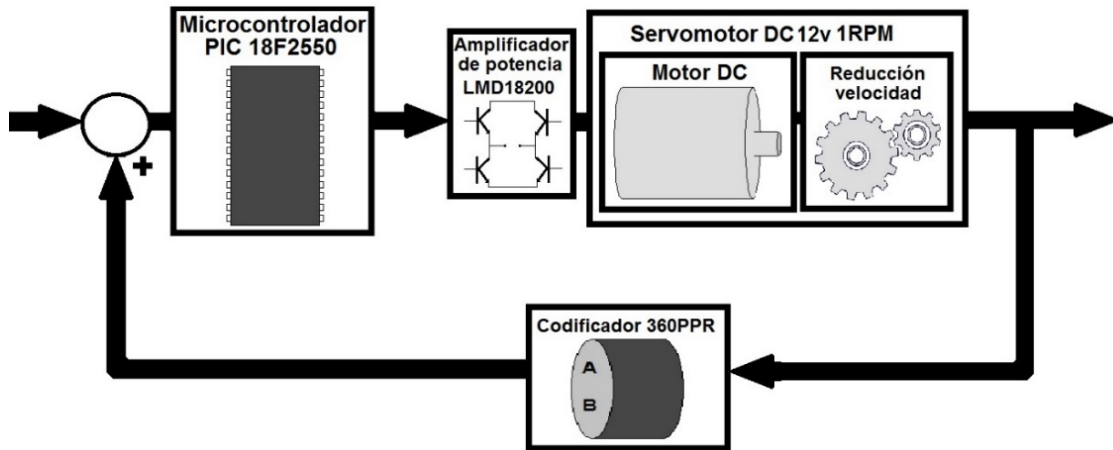 Microcontrolador
PIC 18F2550
Amplificador
de potencia
LMD18200
Servomotor DC 12v 1RPM
Motor DC
Reducción
velocidad
+
Codificador 360PPR
A
B